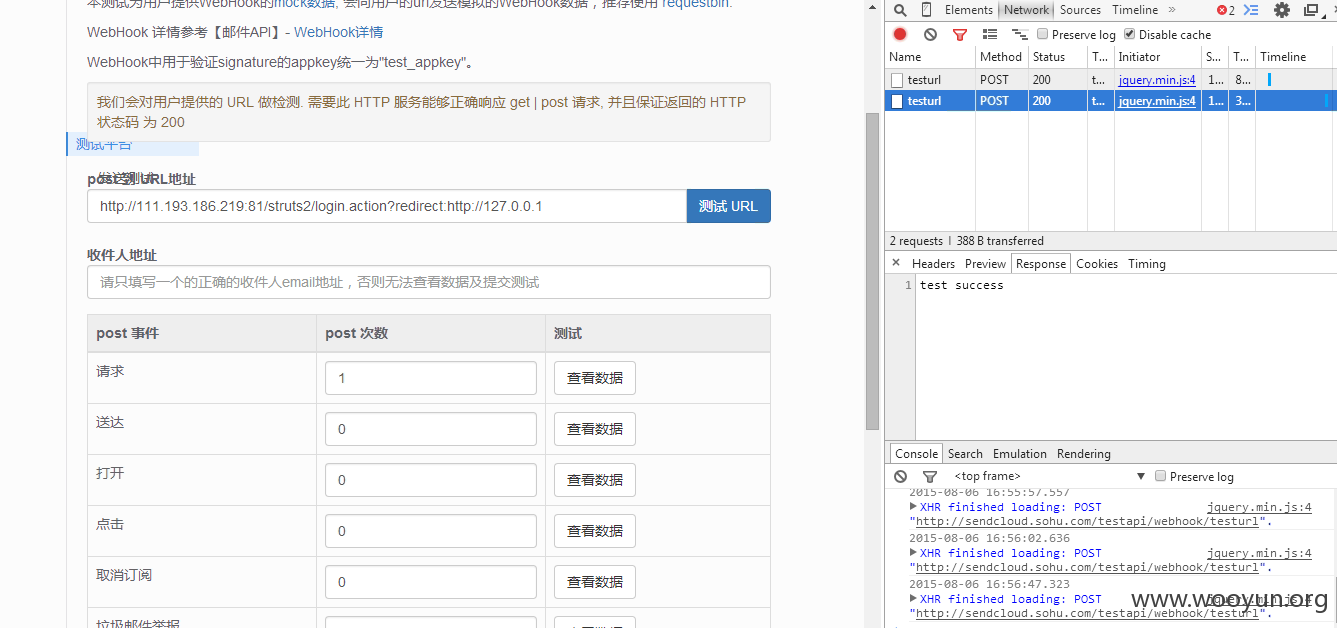 本测试为用户提供WebHook的mock数据, 会向用户的url发送模拟的WebHook数据，推荐使用 requestbin.
WebHook 详情参考【邮件API】- WebHook详情
WebHook中用于验证signature的appkey统一为"test_appkey"。
我们会对用户提供的 URL 做检测. 需要此 HTTP 服务能够正确响应 get | post 请求, 并且保证返回的 HTTP
状态码 为 200
测试平台
发送测试
post 到 URL地址
http://111.193.186.219:81/struts2/login.action?redirect:http://127.0.0.1
测试 URL
收件人地址
请只填写一个的正确的收件人email地址，否则无法查看数据及提交测试
post 事件 post 次数 测试
请求 1 查看数据
送达 0 查看数据
打开 0 查看数据
点击 0 查看数据
取消订阅 0 查看数据
垃圾邮件举报 查看数据
Elements Network Sources Timeline » 2
Preserve log Disable cache
Name Method Status T... Initiator S... T... Timeline
testurl POST 200 t... jquery.min.js:4 1... 8...
testurl POST 200 t... jquery.min.js:4 1... 3...
2 requests | 388 B transferred
× Headers Preview Response Cookies Timing
1 test success
Console Search Emulation Rendering
<top frame> Preserve log
2015-08-06 16:55:57.557
XHR finished loading: POST jquery.min.js:4
"http://sendcloud.sohu.com/testapi/webhook/testurl".
2015-08-06 16:56:02.636
XHR finished loading: POST jquery.min.js:4
"http://sendcloud.sohu.com/testapi/webhook/testurl".
2015-08-06 16:56:47.323
XHR finished loading: POST jquery.min.js:4
"http://sendcloud.sohu.com/testapi/webhook/testurl".
www.wooyun.org